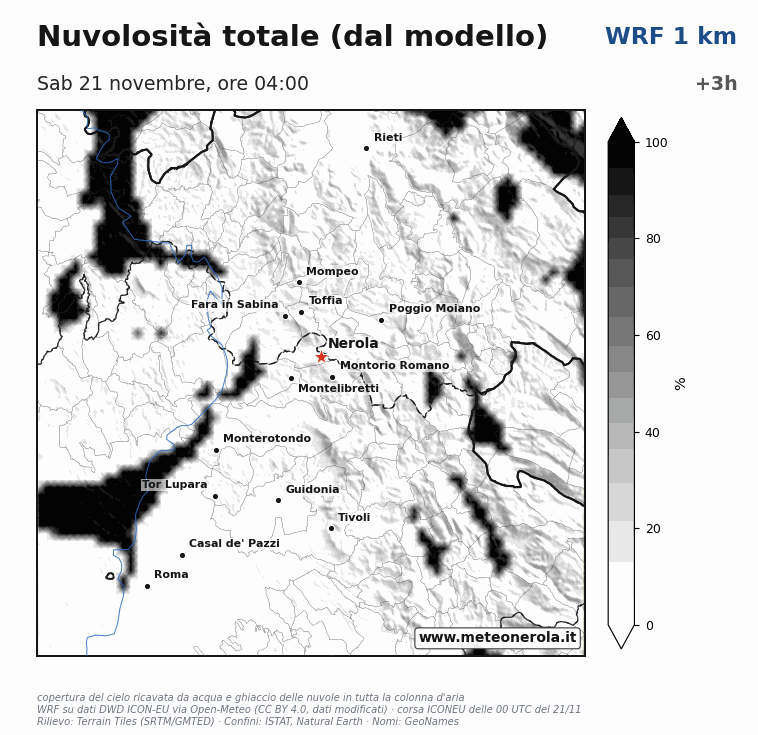 Nuvolosità totale (dal modello)
WRF 1 km
Sab 21 novembre, ore 04:00
+3h
Rieti
Mompeo
Fara in Sabina
Toffia
Poggio Moiano
Nerola
Montorio Romano
Montelibretti
Monterotondo
Tor Lupara
Guidonia
Tivoli
Casal de' Pazzi
Roma
www.meteonerola.it
100
80
60
40
20
0
%
copertura del cielo ricavata da acqua e ghiaccio delle nuvole in tutta la colonna d'aria
WRF su dati DWD ICON-EU via Open-Meteo (CC BY 4.0, dati modificati) · corsa ICONEU delle 00 UTC del 21/11
Rilievo: Terrain Tiles (SRTM/GMTED) · Confini: ISTAT, Natural Earth · Nomi: GeoNames